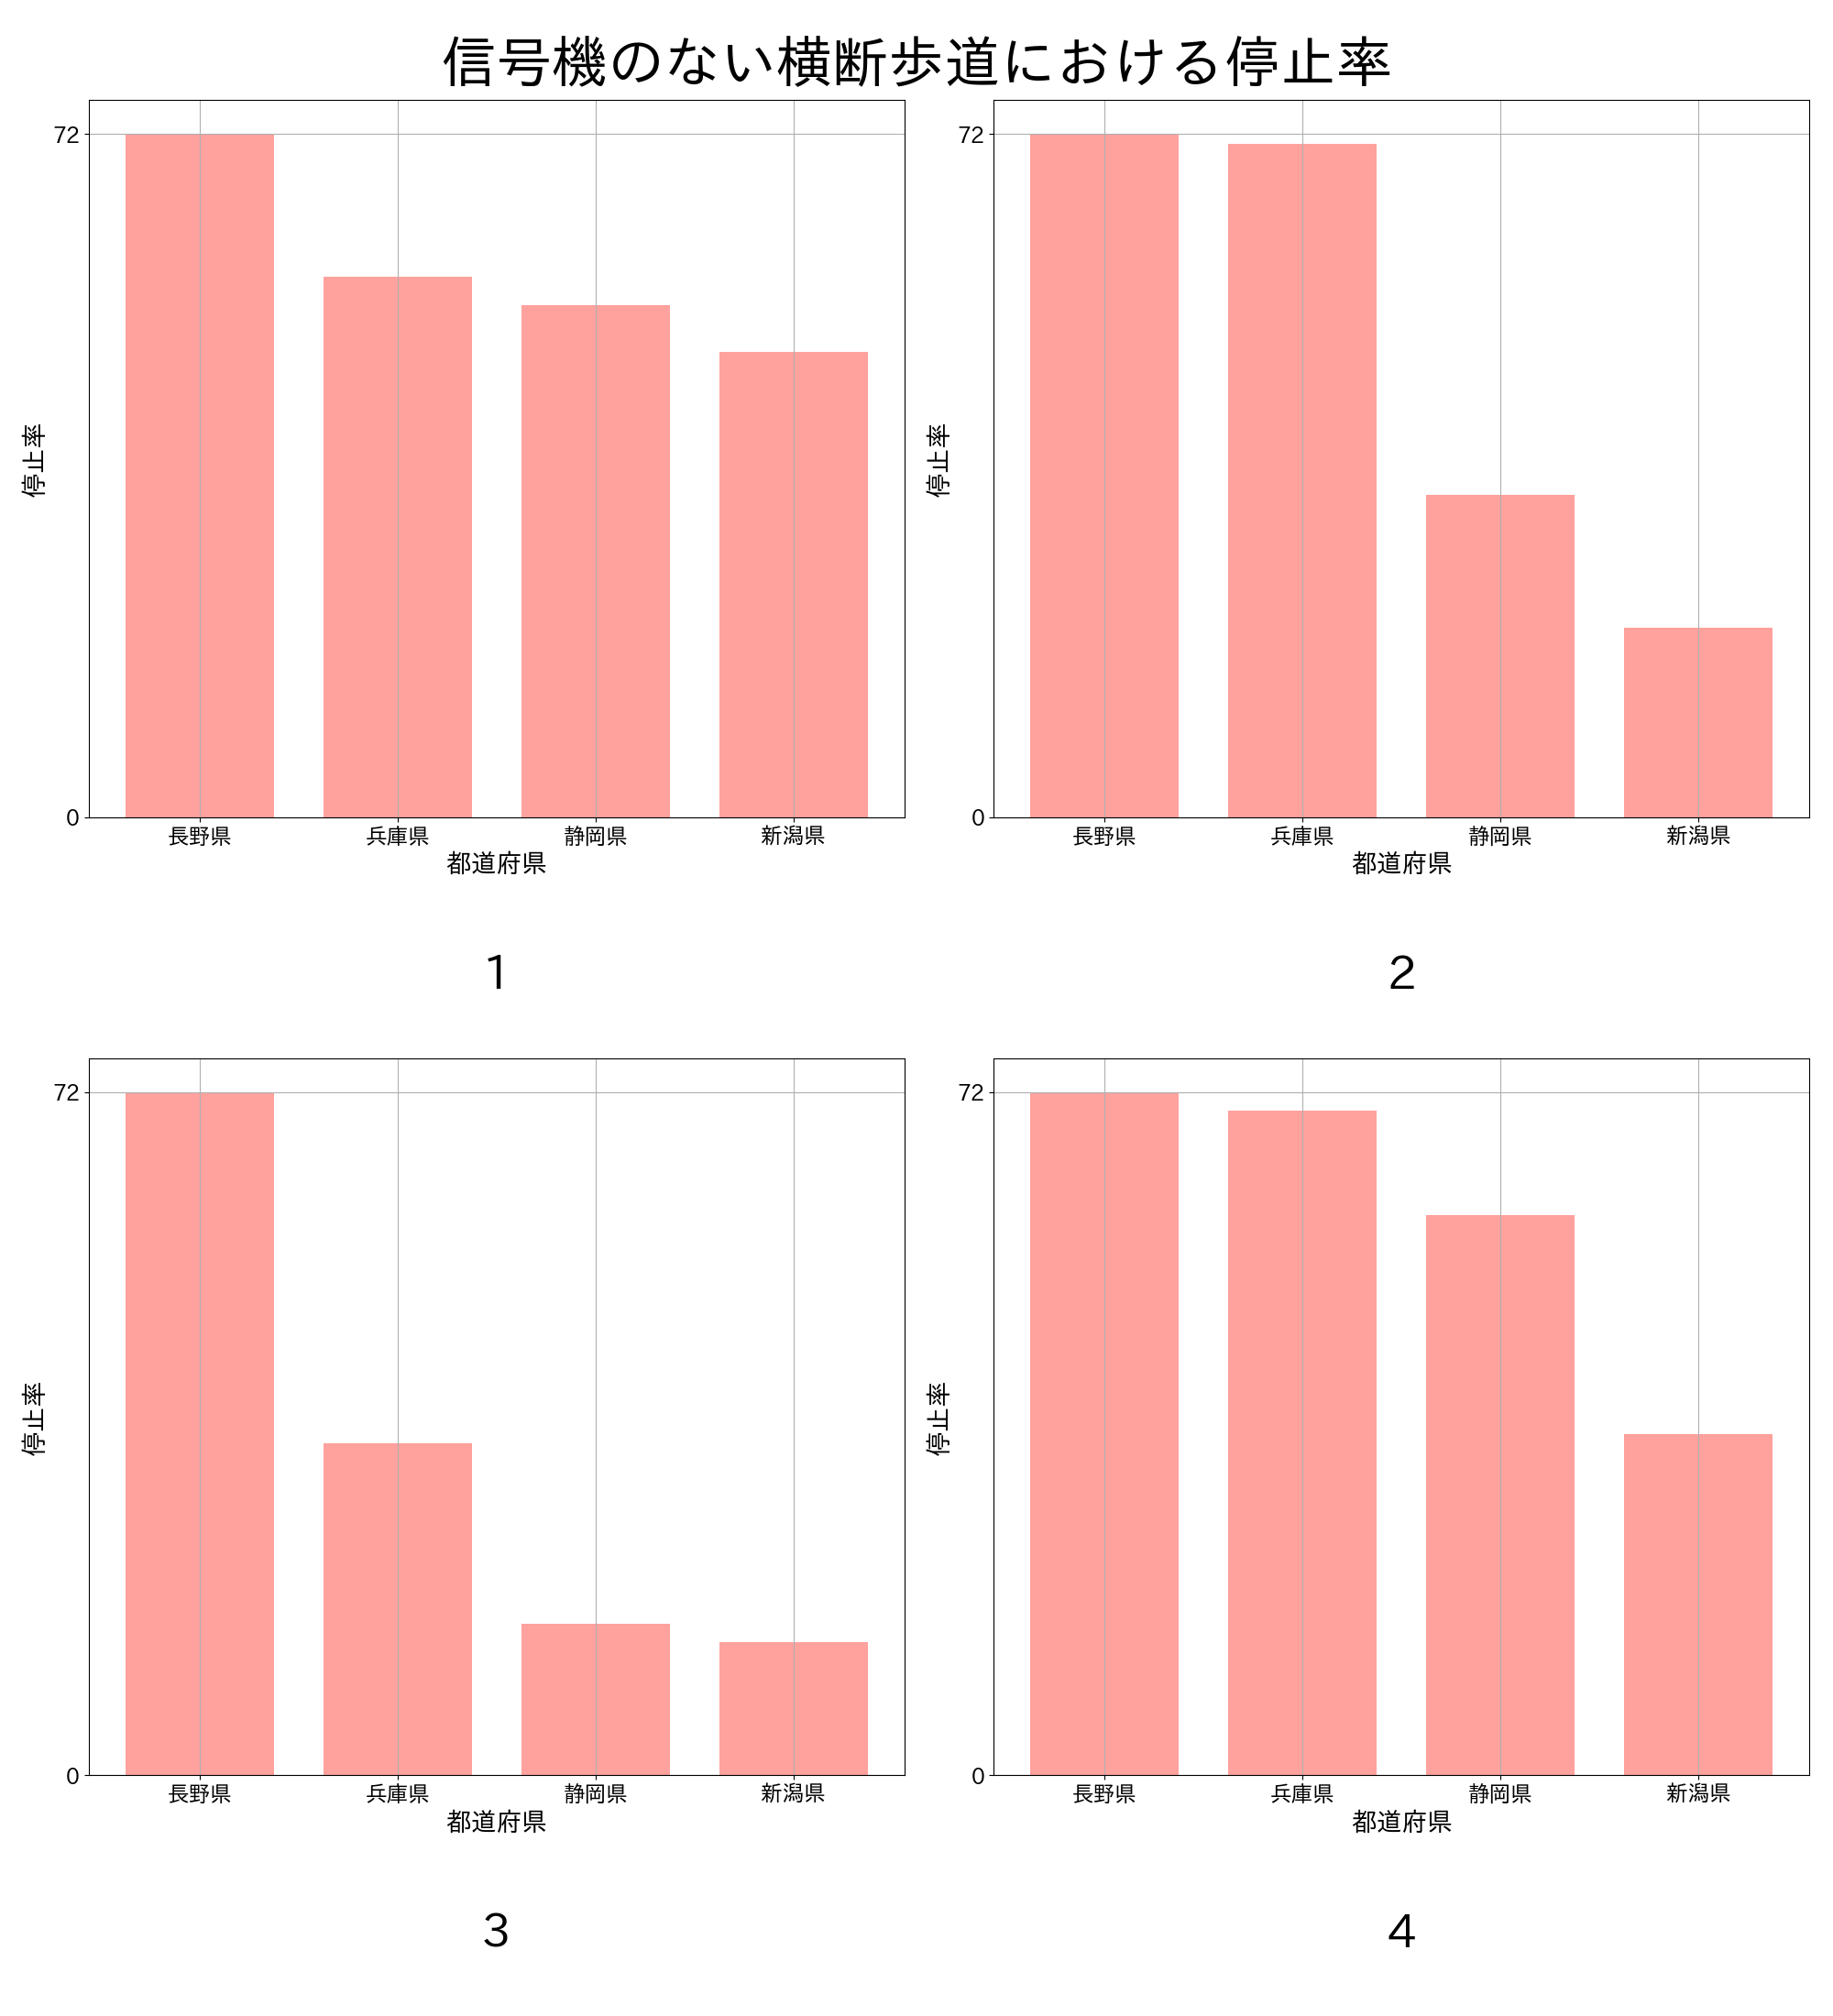 信号機のない横断歩道における停止率
72
0
停止率
長野県 兵庫県 静岡県 新潟県
都道府県
1
72
0
停止率
長野県 兵庫県 静岡県 新潟県
都道府県
2
72
0
停止率
長野県 兵庫県 静岡県 新潟県
都道府県
3
72
0
停止率
長野県 兵庫県 静岡県 新潟県
都道府県
4